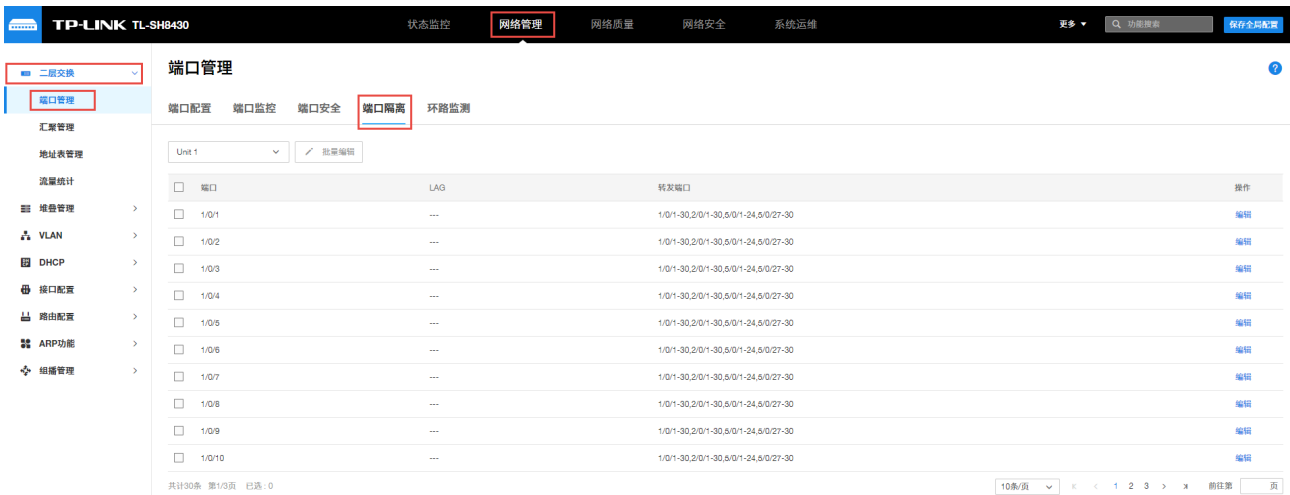 TP-LINK TL-SH8430 状态监控 网络管理 网络质量 网络安全 系统运维 更多 功能搜索 保存全局配置
二层交换
端口管理
汇聚管理
地址表管理
流量统计
堆叠管理
VLAN
DHCP
接口配置
路由配置
ARP功能
组播管理
端口管理
端口配置 端口监控 端口安全 端口隔离 环路监测
Unit 1 批量编辑
端口 LAG 转发端口 操作
1/0/1 --- 1/0/1-30,2/0/1-30,5/0/1-24,5/0/27-30 编辑
1/0/2 --- 1/0/1-30,2/0/1-30,5/0/1-24,5/0/27-30 编辑
1/0/3 --- 1/0/1-30,2/0/1-30,5/0/1-24,5/0/27-30 编辑
1/0/4 --- 1/0/1-30,2/0/1-30,5/0/1-24,5/0/27-30 编辑
1/0/5 --- 1/0/1-30,2/0/1-30,5/0/1-24,5/0/27-30 编辑
1/0/6 --- 1/0/1-30,2/0/1-30,5/0/1-24,5/0/27-30 编辑
1/0/7 --- 1/0/1-30,2/0/1-30,5/0/1-24,5/0/27-30 编辑
1/0/8 --- 1/0/1-30,2/0/1-30,5/0/1-24,5/0/27-30 编辑
1/0/9 --- 1/0/1-30,2/0/1-30,5/0/1-24,5/0/27-30 编辑
1/0/10 --- 1/0/1-30,2/0/1-30,5/0/1-24,5/0/27-30 编辑
共计30条 第1/3页 已选 : 0 10条/页 1 2 3 前往第 页